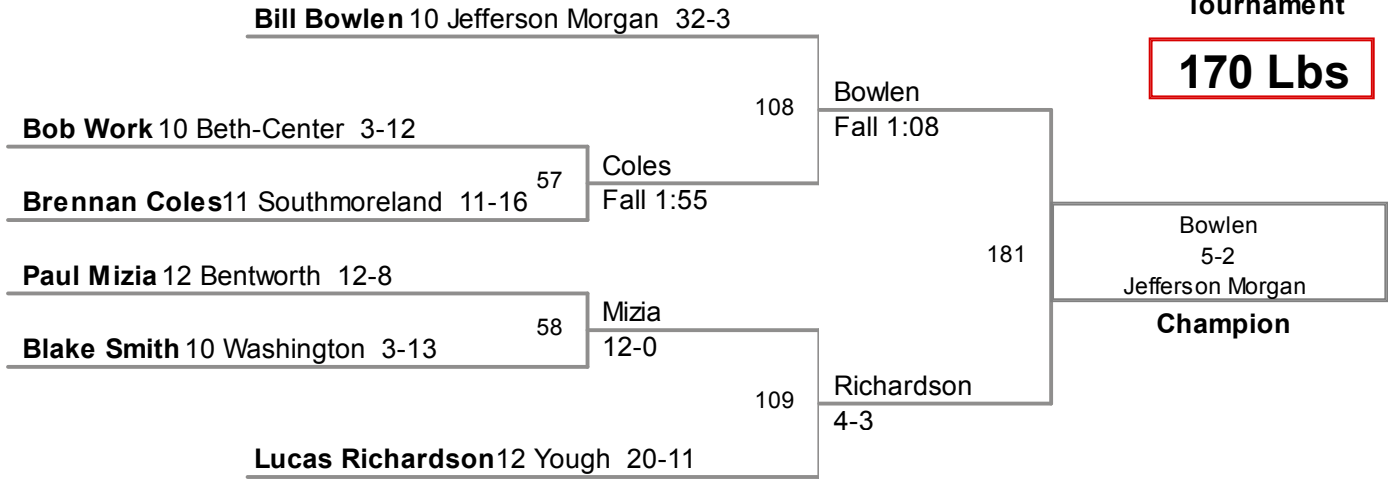 Tournament
170 Lbs
Bill Bowlen 10 Jefferson Morgan 32-3
108
Bowlen
Fall 1:08
Bob Work 10 Beth-Center 3-12
57
Coles
Fall 1:55
Brennan Coles 11 Southmoreland 11-16
181
Bowlen
5-2
Jefferson Morgan
Champion
Paul Mizia 12 Bentworth 12-8
58
Mizia
12-0
Blake Smith 10 Washington 3-13
109
Richardson
4-3
Lucas Richardson 12 Yough 20-11